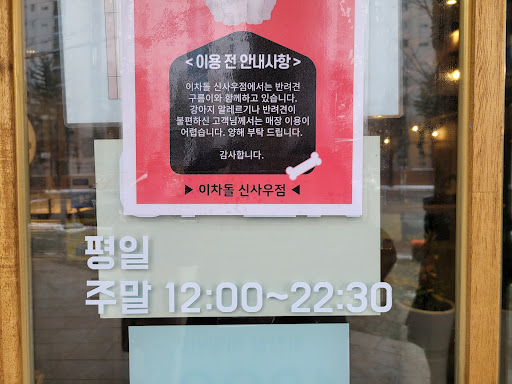 < 이용 전 안내사항 >
이차돌 신사우점에서는 반려견
구름이와 함께하고 있습니다.
강아지 알레르기나 반려견이
불편하신 고객님께서는 매장 이용이
어렵습니다. 양해 부탁 드립니다.
감사합니다.
▶ 이차돌 신사우점 ◀
평일
주말 12:00~22:30